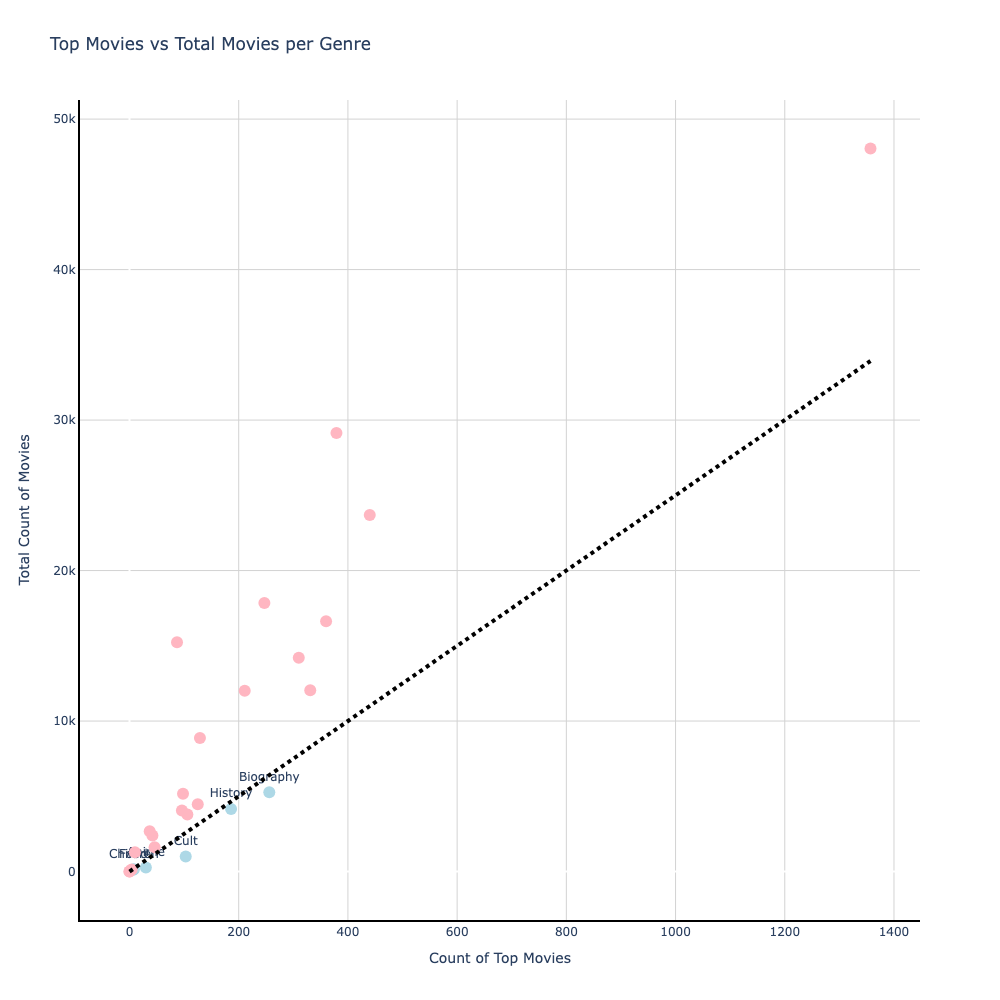 Top Movies vs Total Movies per Genre
50k
40k
30k
20k
10k
0
Biography
History
Cult
0
200
400
600
800
1000
1200
1400
Count of Top Movies
Total Count of Movies